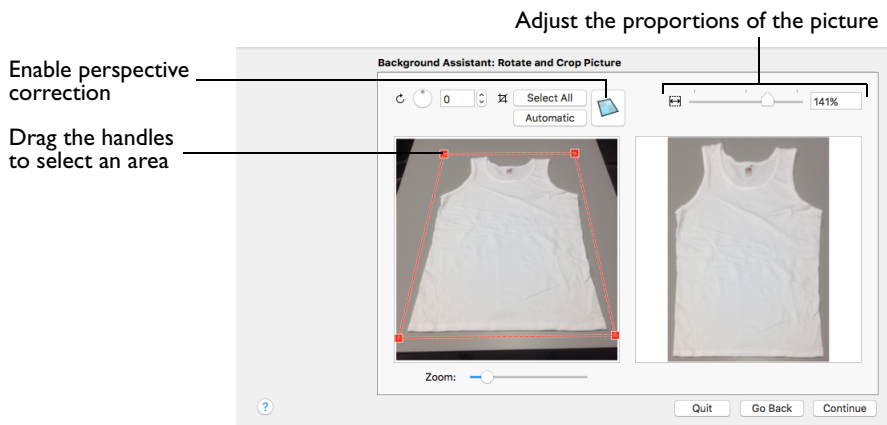 Adjust the proportions of the picture
Background Assistant: Rotate and Crop Picture
Enable perspective
correction
0
Select All
141%
Automatic
Drag the handles
to select an area
Zoom:
?
Quit
Go Back
Continue